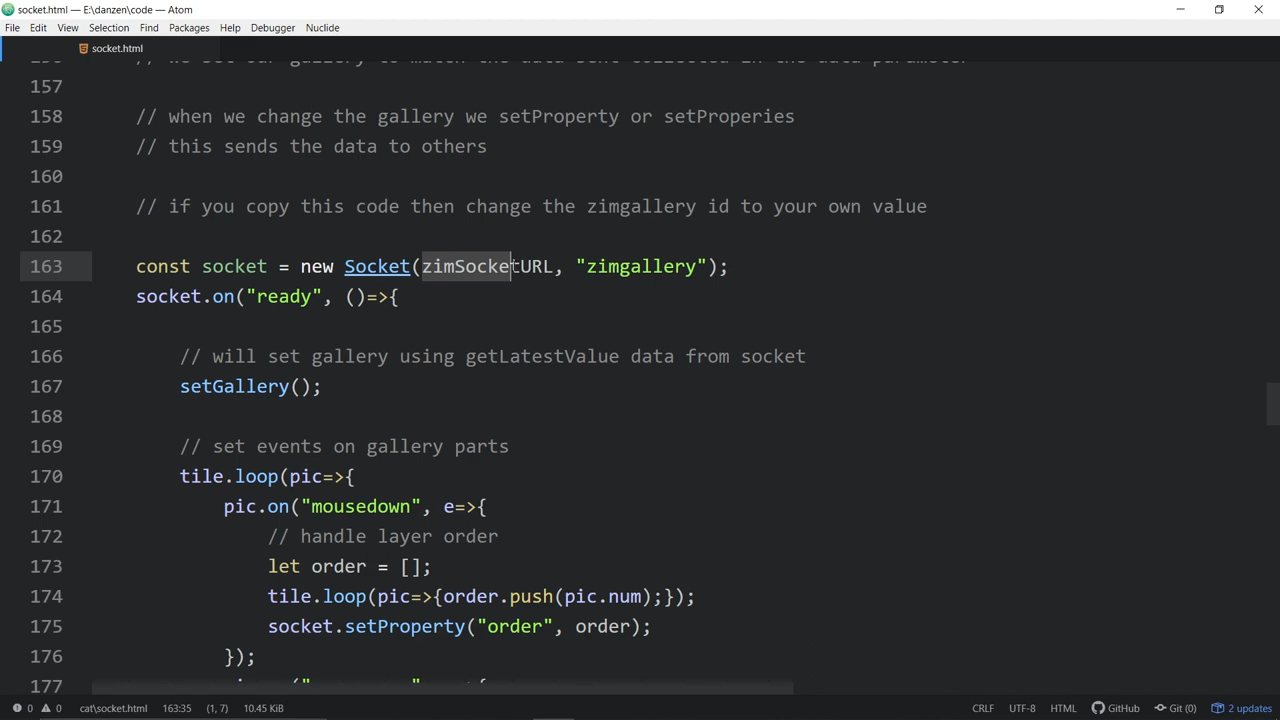 socket.html — E:\danzen\code — Atom
File Edit View Selection Find Packages Help Debugger Nuclide
socket.html
157
158 // when we change the gallery we setProperty or setProperies
159 // this sends the data to others
160
161 // if you copy this code then change the zimgallery id to your own value
162
163 const socket = new Socket(zimSocketURL, "zimgallery");
164 socket.on("ready", ()=>{
165
166 // will set gallery using getLatestValue data from socket
167 setGallery();
168
169 // set events on gallery parts
170 tile.loop(pic=>{
171 pic.on("mousedown", e=>{
172 // handle layer order
173 let order = [];
174 tile.loop(pic=>{order.push(pic.num);});
175 socket.setProperty("order", order);
176 });
177
0 0 cat\socket.html 163:35 (1, 7) 10.45 KiB CRLF UTF-8 HTML GitHub Git (0) 2 updates